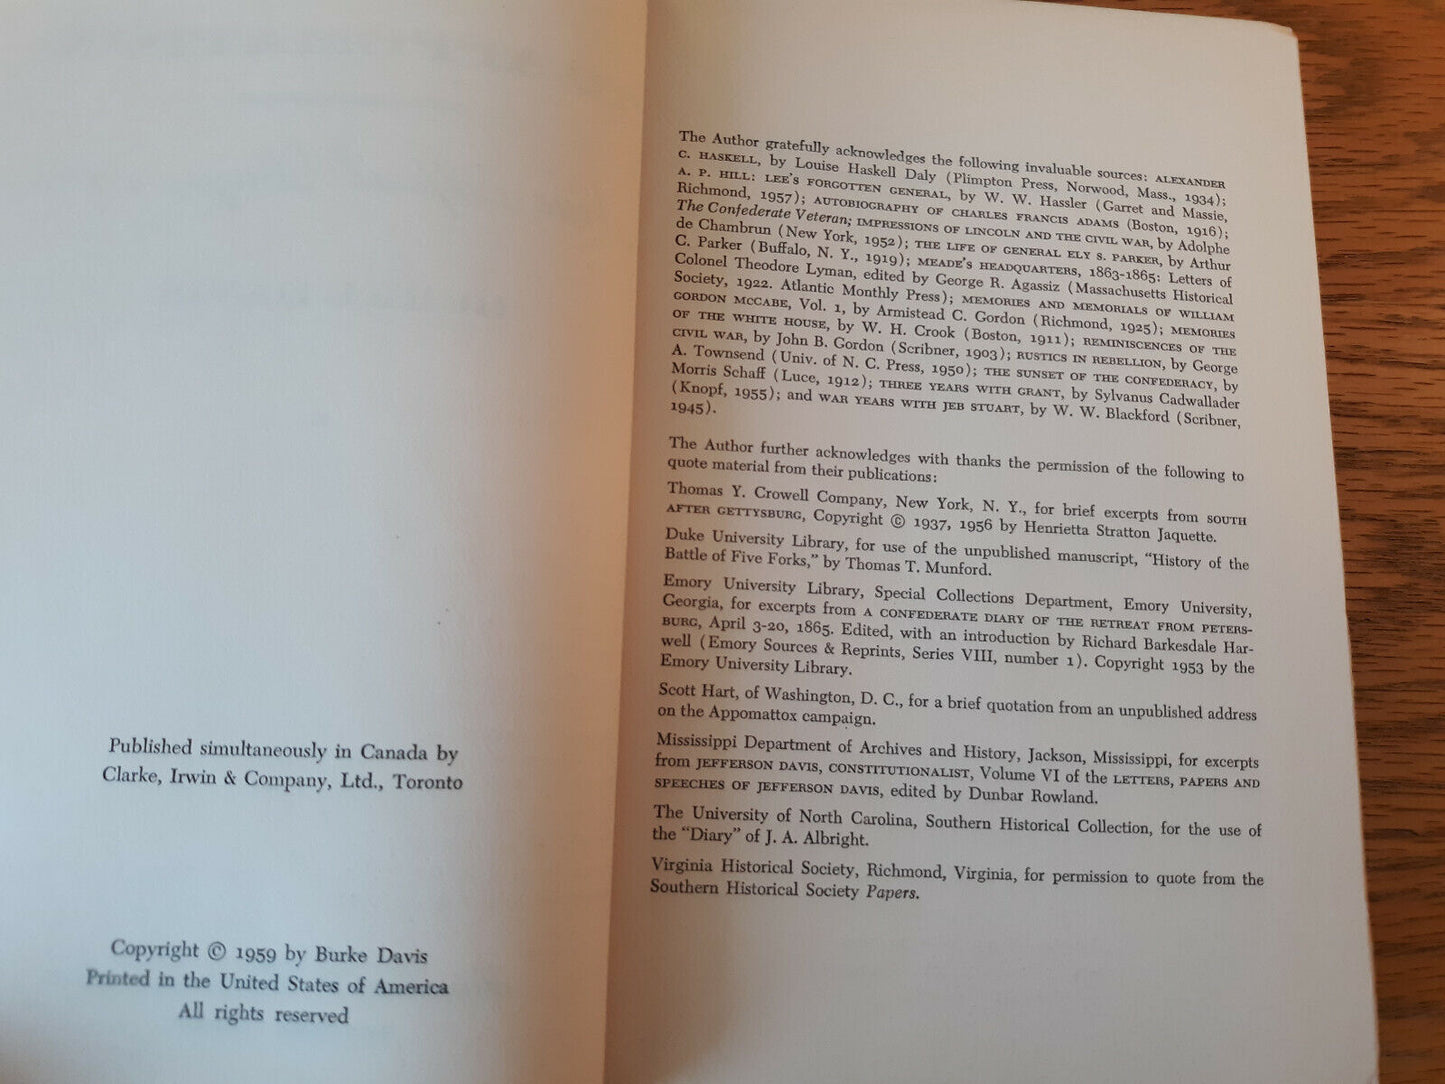 Published simultaneously in Canada by
Clarke, Irwin & Company, Ltd., Toronto
Copyright © 1959 by Burke Davis
Printed in the United States of America
All rights reserved
The Author gratefully acknowledges the following invaluable sources: ALEXANDER
C. HASKELL, by Louise Haskell Daly (Plimpton Press, Norwood, Mass., 1934);
A. P. HILL: LEE'S FORGOTTEN GENERAL, by W. W. Hassler (Garret and Massie,
Richmond, 1957); AUTOBIOGRAPHY OF CHARLES FRANCIS ADAMS (Boston, 1916);
The Confederate Veteran; IMPRESSIONS OF LINCOLN AND THE CIVIL WAR, by Adolphe
de Chambrun (New York, 1952); THE LIFE OF GENERAL ELY S. PARKER, by Arthur
C. Parker (Buffalo, N. Y., 1919); MEADE'S HEADQUARTERS, 1863-1865: Letters of
Colonel Theodore Lyman, edited by George R. Agassiz (Massachusetts Historical
Society, 1922. Atlantic Monthly Press); MEMORIES AND MEMORIALS OF WILLIAM
GORDON MCCABE, Vol. 1, by Armistead C. Gordon (Richmond, 1925); MEMORIES
OF THE WHITE HOUSE, by W. H. Crook (Boston, 1911); REMINISCENCES OF THE
CIVIL WAR, by John B. Gordon (Scribner, 1903); RUSTICS IN REBELLION, by George
A. Townsend (Univ. of N. C. Press, 1950); THE SUNSET OF THE CONFEDERACY, by
Morris Schaff (Luce, 1912); THREE YEARS WITH GRANT, by Sylvanus Cadwallader
(Knopf, 1955); and WAR YEARS WITH JEB STUART, by W. W. Blackford (Scribner,
1945).
The Author further acknowledges with thanks the permission of the following to
quote material from their publications:
Thomas Y. Crowell Company, New York, N. Y., for brief excerpts from SOUTH
AFTER GETTYSBURG, Copyright © 1937, 1956 by Henrietta Stratton Jaquette.
Duke University Library, for use of the unpublished manuscript, “History of the
Battle of Five Forks,” by Thomas T. Munford.
Emory University Library, Special Collections Department, Emory University,
Georgia, for excerpts from A CONFEDERATE DIARY OF THE RETREAT FROM PETERS-
BURG, April 3-20, 1865. Edited, with an introduction by Richard Barkesdale Har-
well (Emory Sources & Reprints, Series VIII, number 1). Copyright 1953 by the
Emory University Library.
Scott Hart, of Washington, D. C., for a brief quotation from an unpublished address
on the Appomattox campaign.
Mississippi Department of Archives and History, Jackson, Mississippi, for excerpts
from JEFFERSON DAVIS, CONSTITUTIONALIST, Volume VI of the LETTERS, PAPERS AND
SPEECHES OF JEFFERSON DAVIS, edited by Dunbar Rowland.
The University of North Carolina, Southern Historical Collection, for the use of
the “Diary” of J. A. Albright.
Virginia Historical Society, Richmond, Virginia, for permission to quote from the
Southern Historical Society Papers.